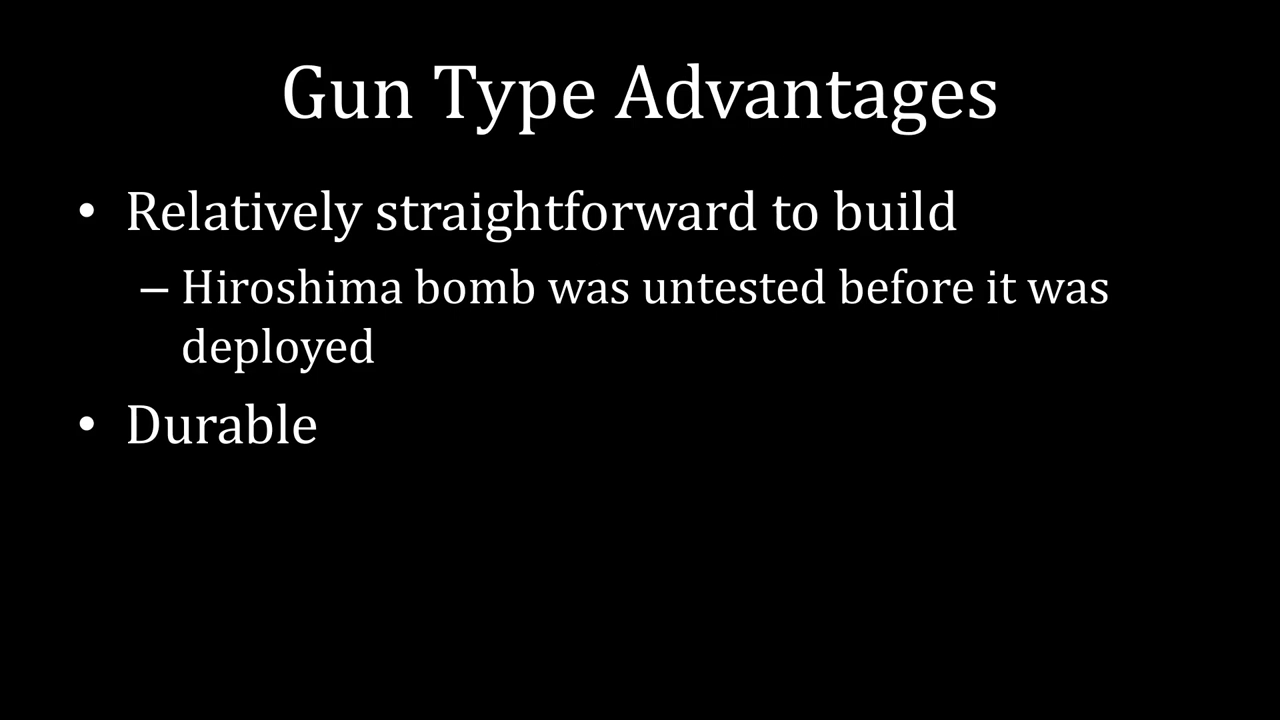 Gun Type Advantages
• Relatively straightforward to build
– Hiroshima bomb was untested before it was
deployed
• Durable